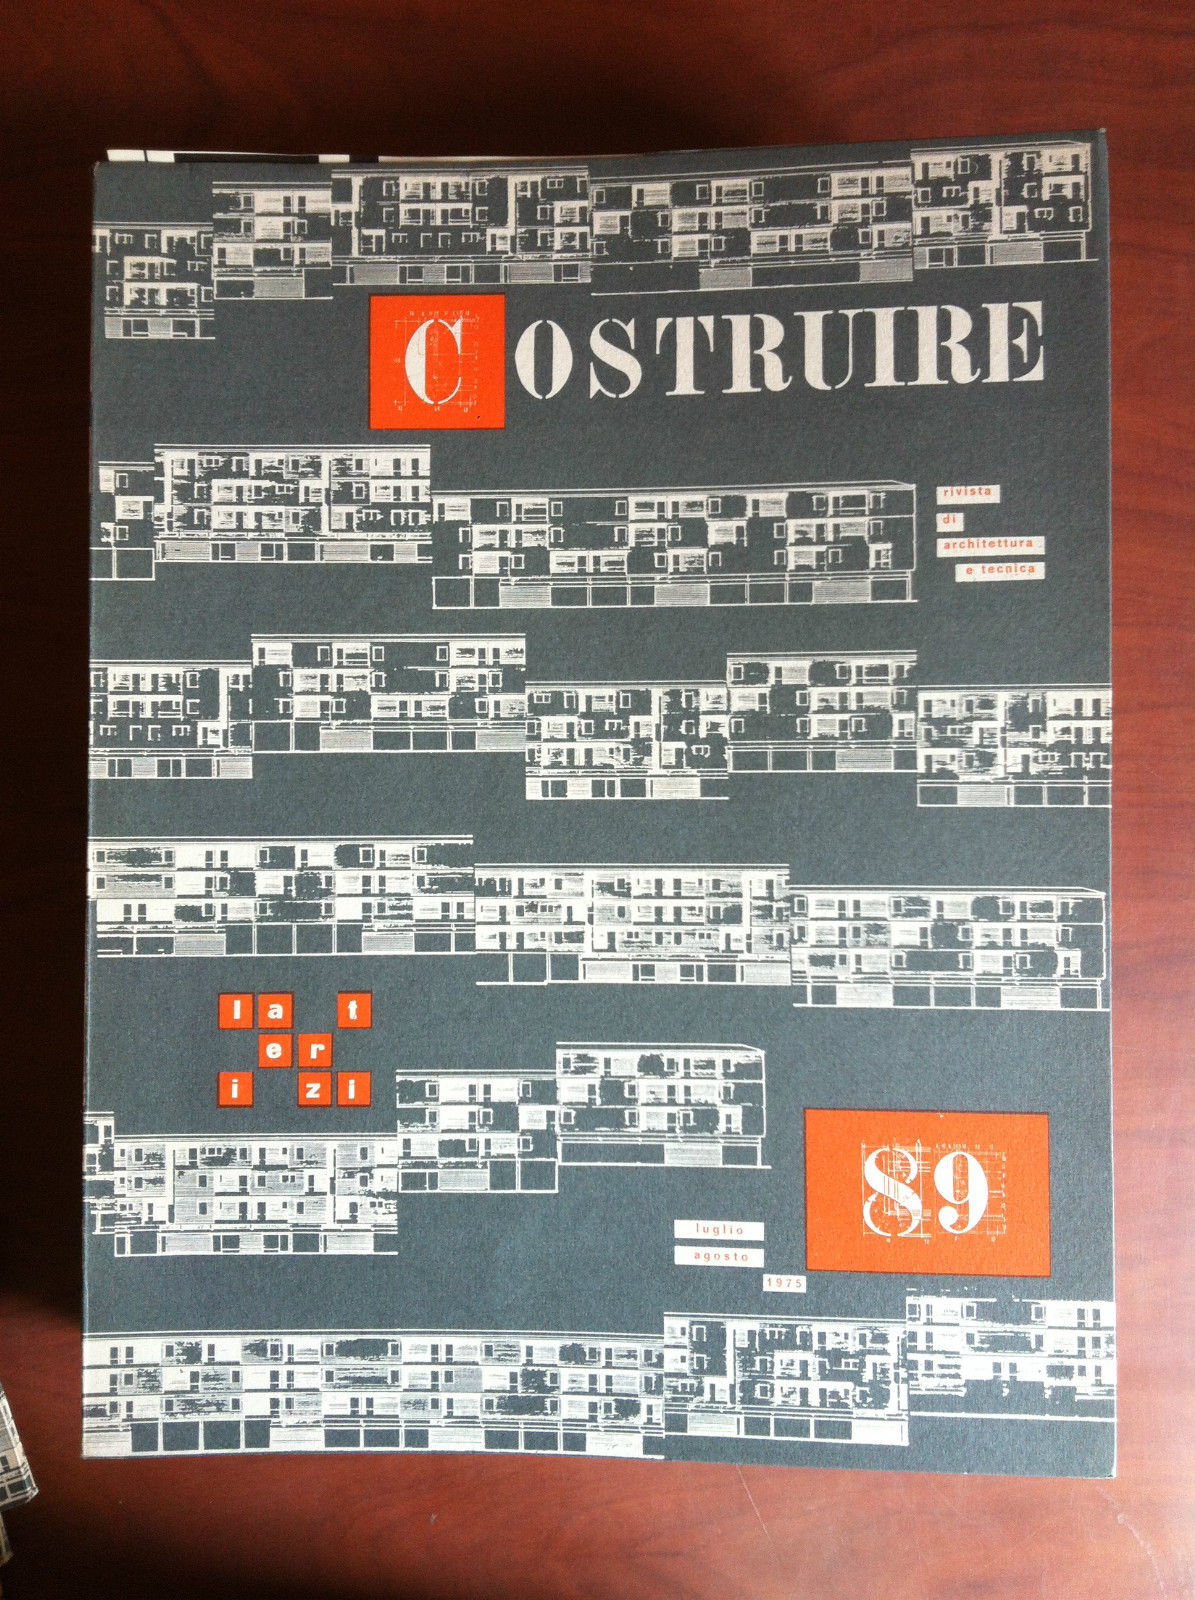 COSTRUIRE
rivista
di
architettura
e tecnica
la t
er
i zi
89
luglio
agosto
1975